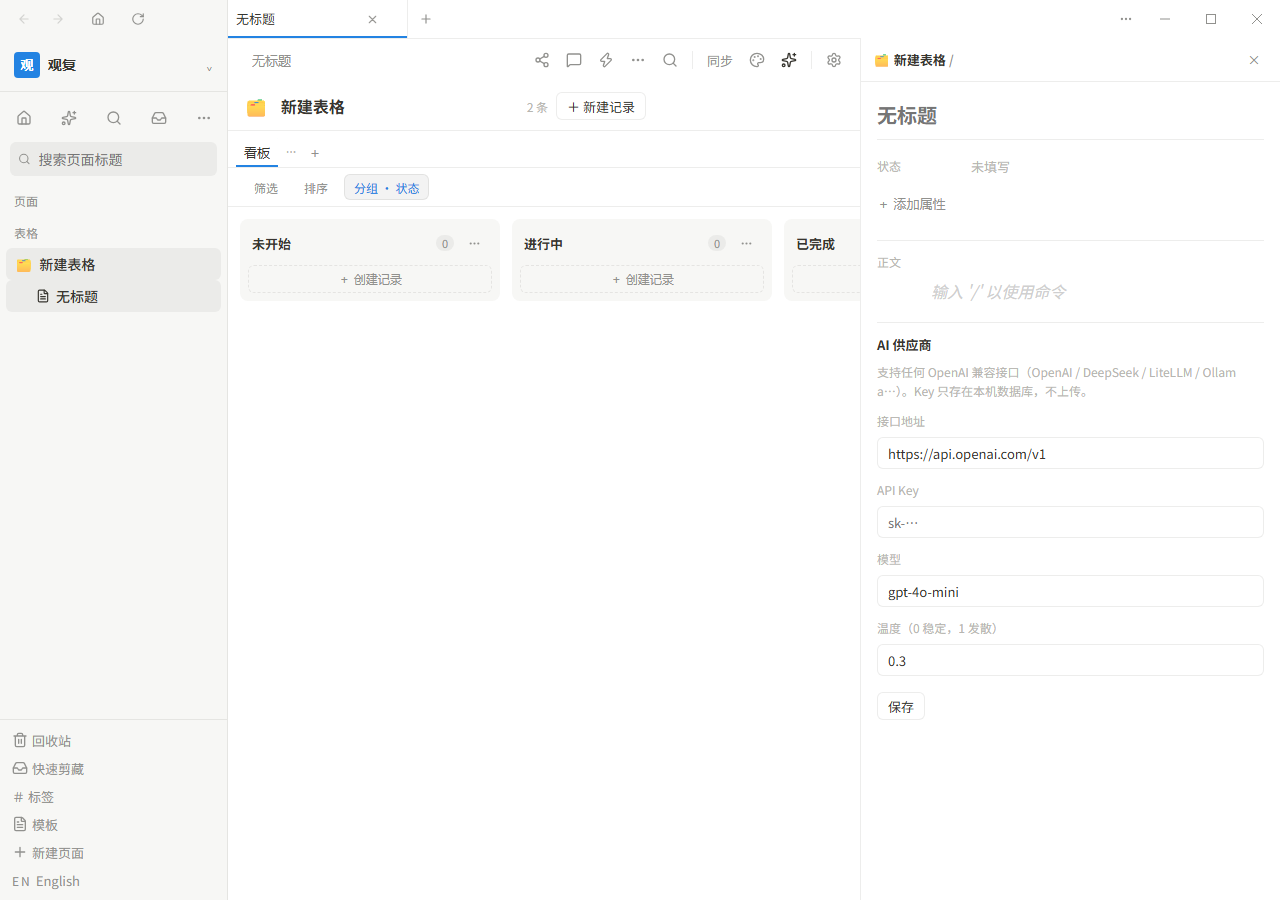 观 观复
搜索页面标题
页面
表格
新建表格
无标题
回收站
快速剪藏
# 标签
模板
新建页面
EN English
无标题
无标题
同步
新建表格
2 条
+ 新建记录
看板 ... +
筛选 排序 分组 · 状态
未开始 0 ...
+ 创建记录
进行中 0 ...
+ 创建记录
已完成
新建表格 /
无标题
状态 未填写
+ 添加属性
正文
输入 '/' 以使用命令
AI 供应商
支持任何 OpenAI 兼容接口（OpenAI / DeepSeek / LiteLLM / Ollam
a…）。Key 只存在本机数据库，不上传。
接口地址
https://api.openai.com/v1
API Key
sk-…
模型
gpt-4o-mini
温度（0 稳定，1 发散）
0.3
保存